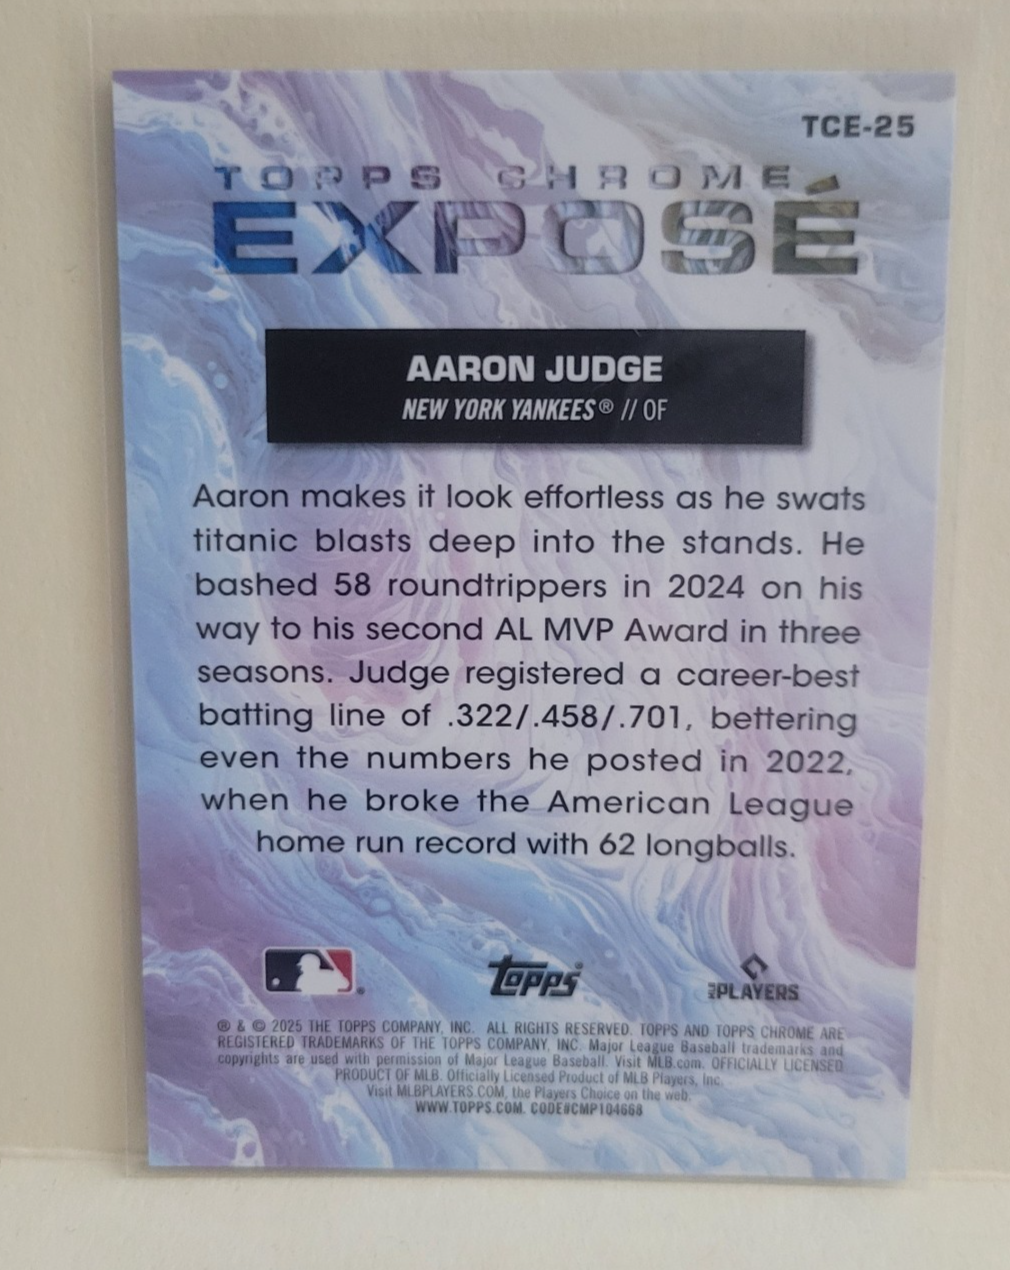 TCE-25
TOPPS CHROME
EXPOSÉ
AARON JUDGE
NEW YORK YANKEES® // OF
Aaron makes it look effortless as he swats
titanic blasts deep into the stands. He
bashed 58 roundtrippers in 2024 on his
way to his second AL MVP Award in three
seasons. Judge registered a career-best
batting line of .322/.458/.701, bettering
even the numbers he posted in 2022,
when he broke the American League
home run record with 62 longballs.
topps®
PLAYERS
® & © 2025 THE TOPPS COMPANY, INC. ALL RIGHTS RESERVED. TOPPS AND TOPPS CHROME ARE
REGISTERED TRADEMARKS OF THE TOPPS COMPANY, INC. Major League Baseball trademarks and
copyrights are used with permission of Major League Baseball. Visit MLB.com. OFFICIALLY LICENSED
PRODUCT OF MLB. Officially Licensed Product of MLB Players, Inc.
Visit MLBPLAYERS.COM, the Players Choice on the web.
WWW.TOPPS.COM. CODE#CMP104668